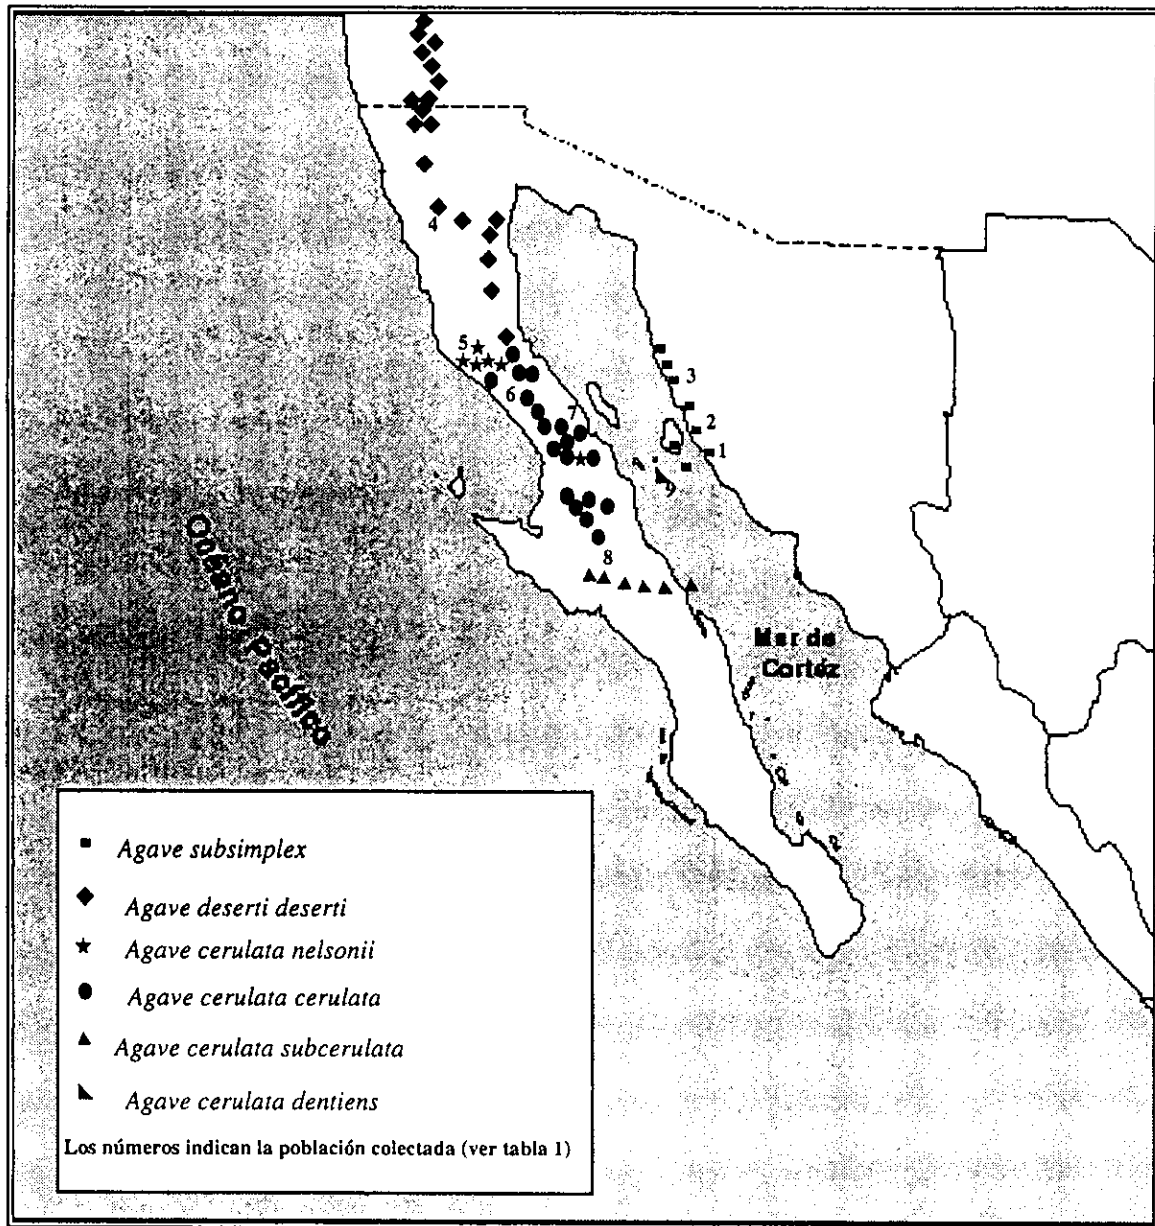 4
5
3
6
7
2
1
9
8
Océano Pacífico
Mar de
Cortéz
Agave subsimplex
Agave deserti deserti
Agave cerulata nelsonii
Agave cerulata cerulata
Agave cerulata subcerulata
Agave cerulata dentiens
Los números indican la población colectada (ver tabla 1)